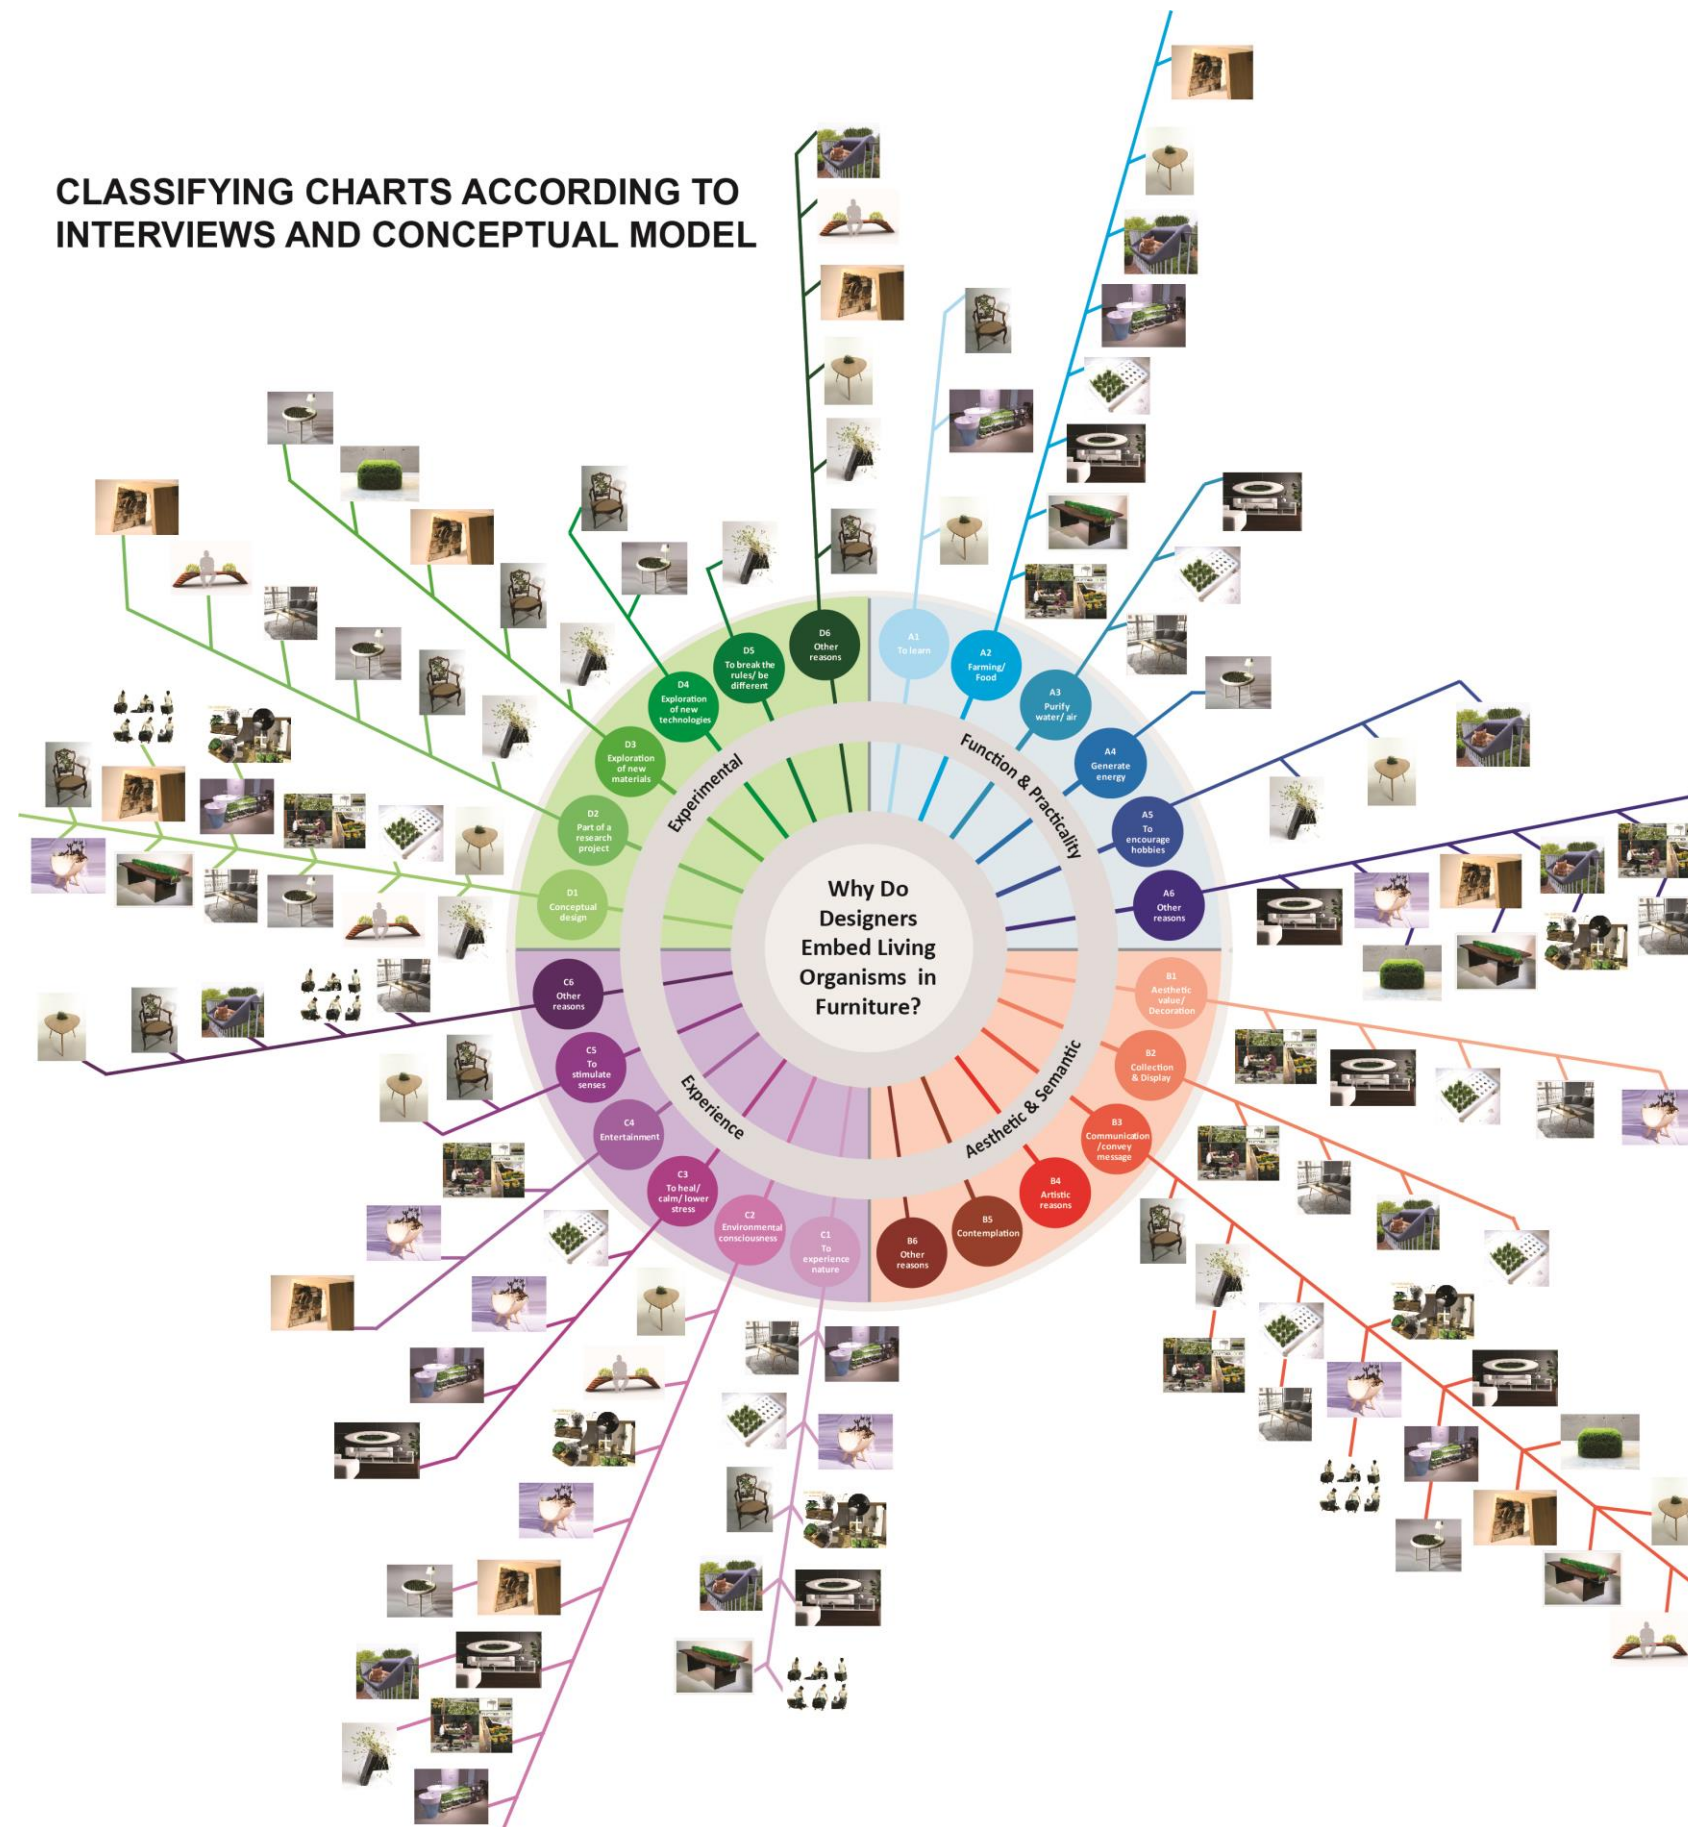 CLASSIFYING CHARTS ACCORDING TO
INTERVIEWS AND CONCEPTUAL MODEL
Why Do
Designers
Embed Living
Organisms in
Furniture?
Function & Practicality
A1
To learn
A2
Farming/
Food
A3
Purify
water/ air
A4
Generate
energy
A5
To
encourage
hobbies
A6
Other
reasons
Aesthetic & Semantic
B1
Aesthetic
value/
Decoration
B2
Collection
& Display
B3
Communication
/convey
message
B4
Artistic
reasons
B5
Contemplation
B6
Other
reasons
Experience
C1
To
experience
nature
C2
Environmental
consciousness
C3
To heal/
calm/ lower
stress
C4
Entertainment
C5
To
stimulate
senses
C6
Other
reasons
Experimental
D1
Conceptual
design
D2
Part of a
research
project
D3
Exploration
of new
materials
D4
Exploration
of new
technologies
D5
To break the
rules/ be
different
D6
Other
reasons